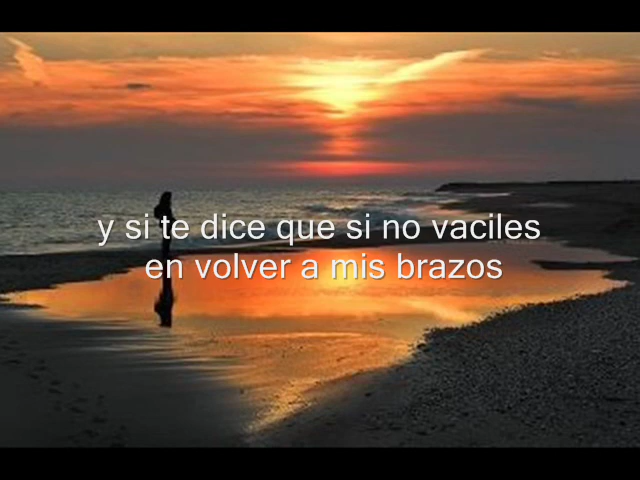 y si te dice que si no vaciles
en volver a mis brazos